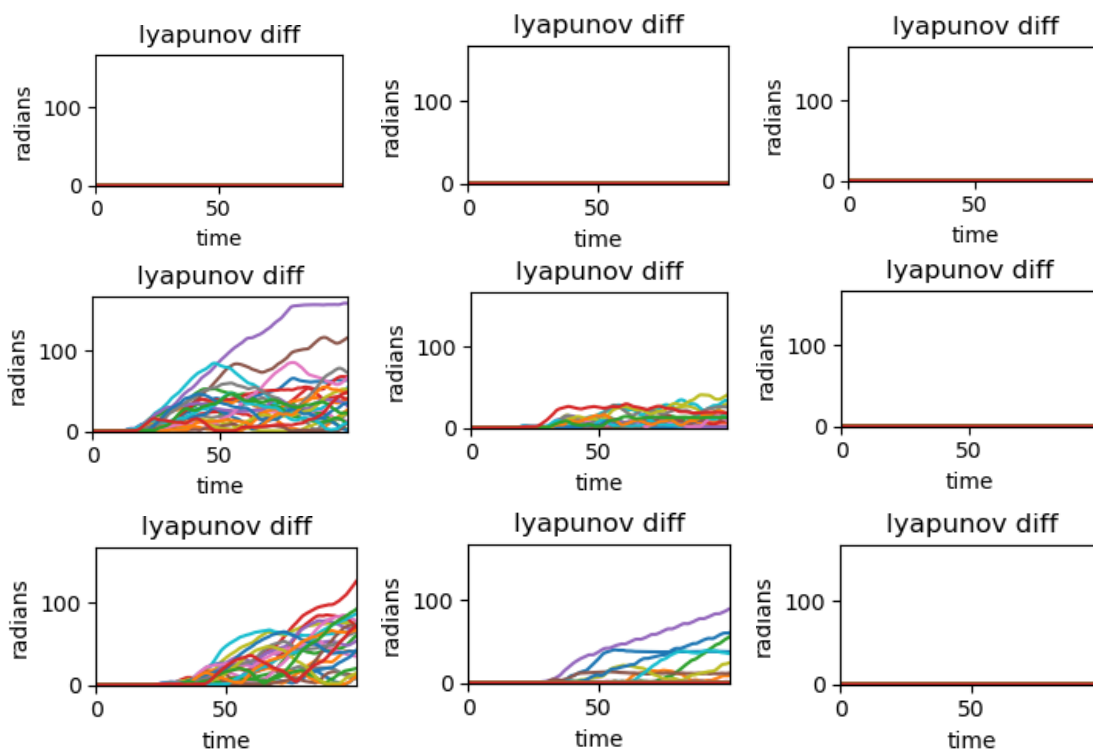 lyapunov diff lyapunov diff lyapunov diff
radians 100 radians 100 radians 100
0 0 0
0 50 0 50 0 50
time time time
lyapunov diff lyapunov diff lyapunov diff
radians 100 radians 100 radians 100
0 0 0
0 50 0 50 0 50
time time time
lyapunov diff lyapunov diff lyapunov diff
radians 100 radians 100 radians 100
0 0 0
0 50 0 50 0 50
time time time